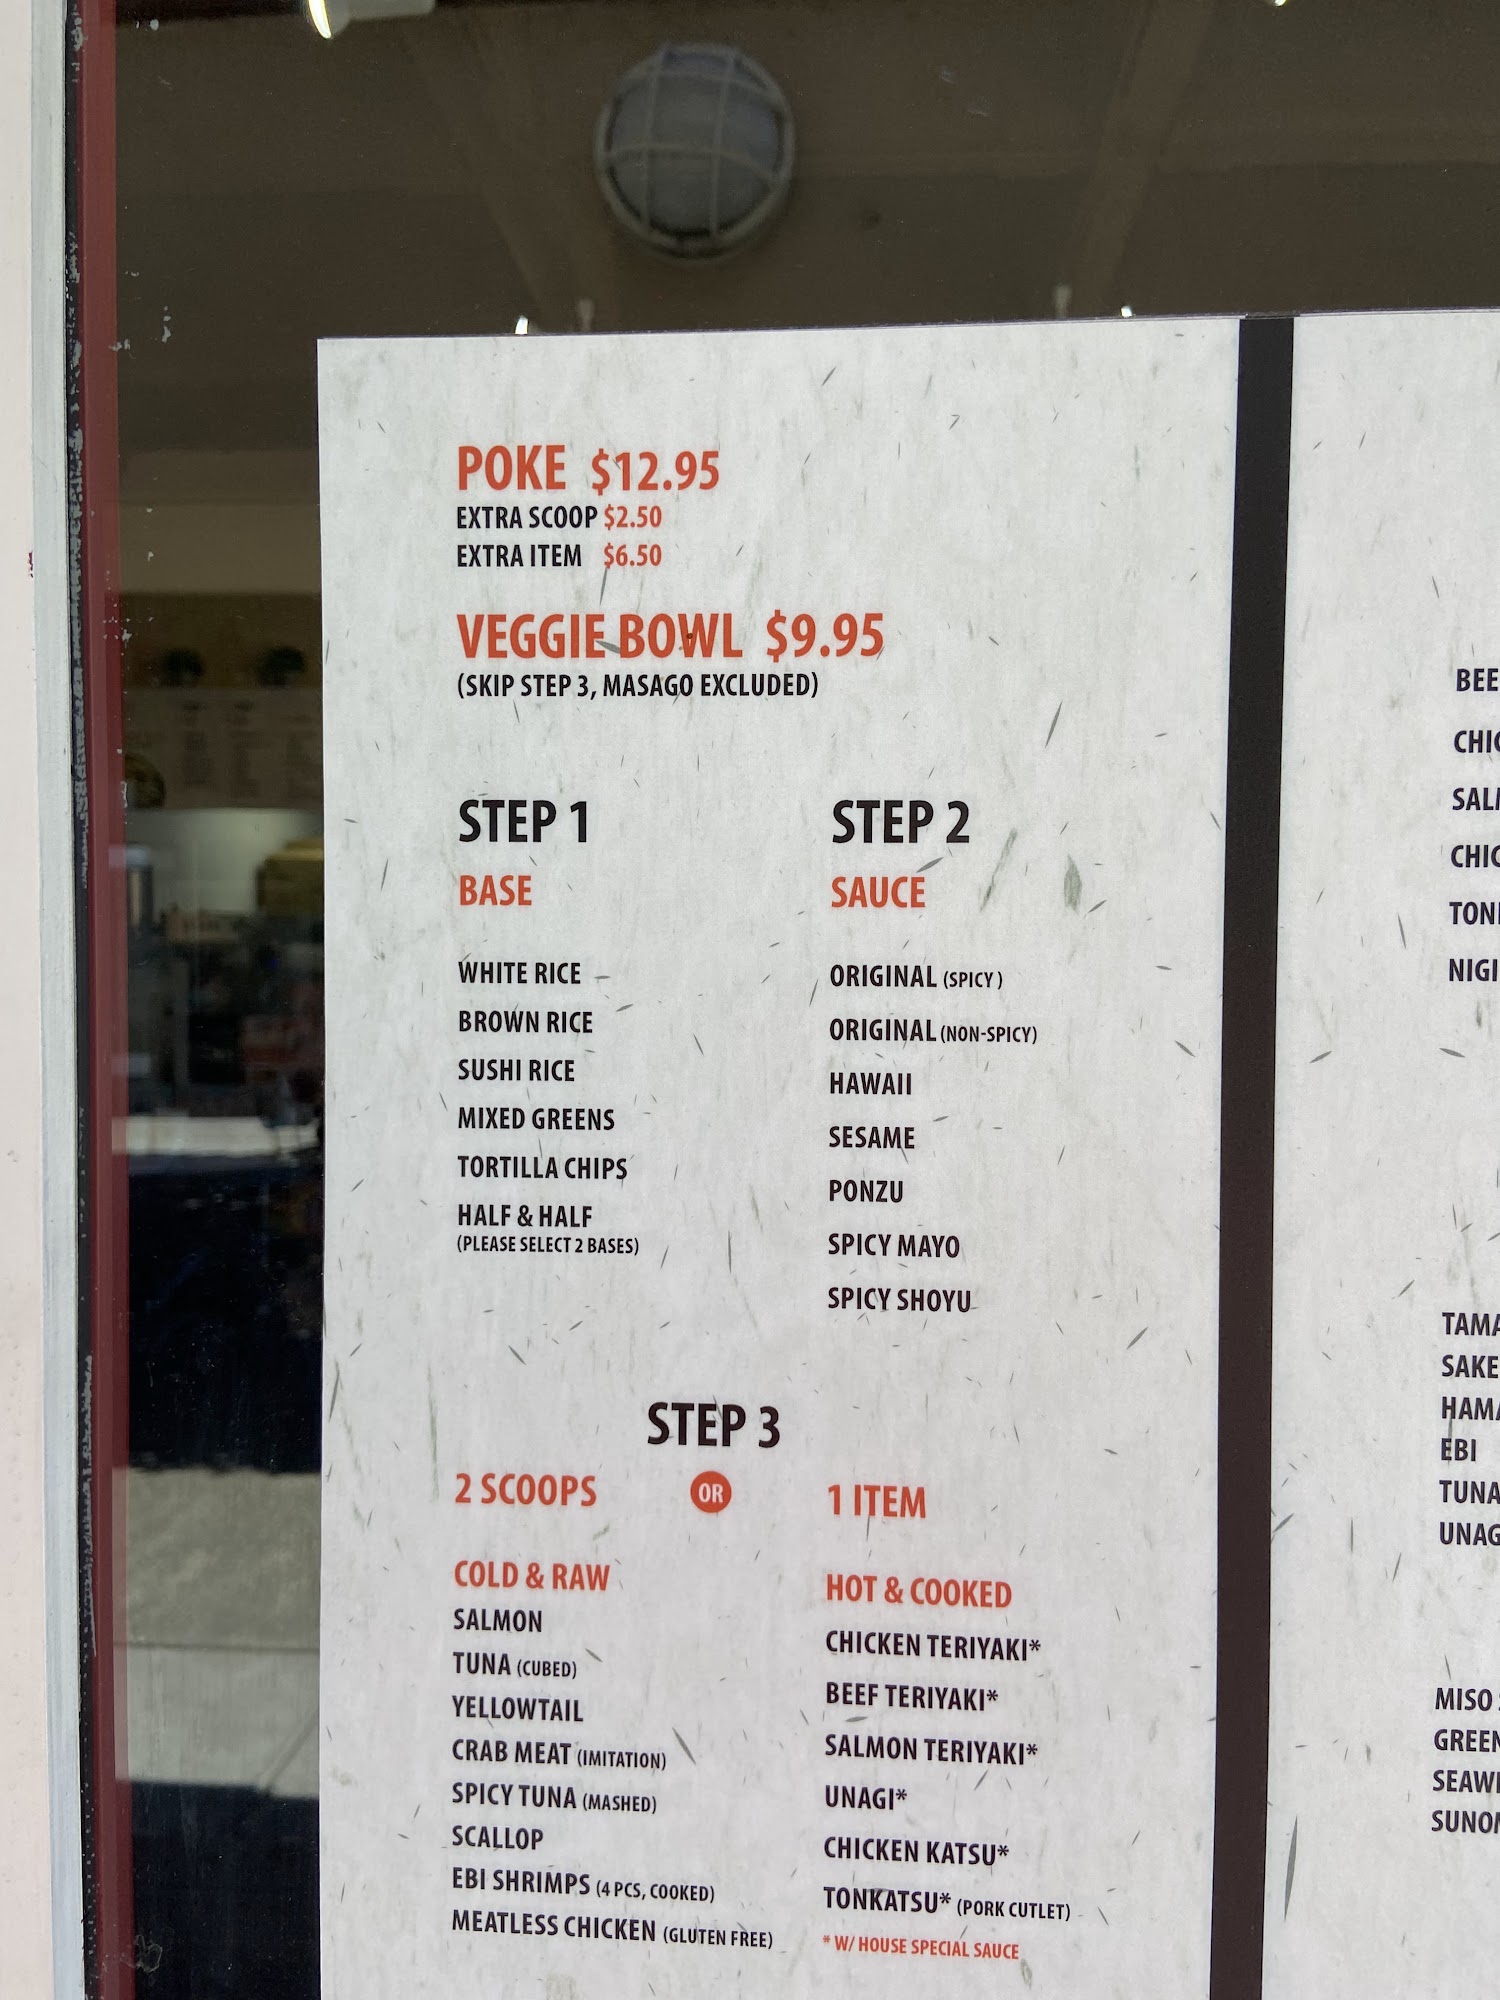 POKE $12.95
EXTRA SCOOP $2.50
EXTRA ITEM $6.50
VEGGIE BOWL $9.95
(SKIP STEP 3, MASAGO EXCLUDED)
STEP 1
BASE
WHITE RICE
BROWN RICE
SUSHI RICE
MIXED GREENS
TORTILLA CHIPS
HALF & HALF
(PLEASE SELECT 2 BASES)
STEP 2
SAUCE
ORIGINAL (SPICY )
ORIGINAL (NON-SPICY)
HAWAII
SESAME
PONZU
SPICY MAYO
SPICY SHOYU
STEP 3
2 SCOOPS
OR
1 ITEM
COLD & RAW
SALMON
TUNA (CUBED)
YELLOWTAIL
CRAB MEAT (IMITATION)
SPICY TUNA (MASHED)
SCALLOP
EBI SHRIMPS (4 PCS, COOKED)
MEATLESS CHICKEN (GLUTEN FREE)
HOT & COOKED
CHICKEN TERIYAKI*
BEEF TERIYAKI*
SALMON TERIYAKI*
UNAGI*
CHICKEN KATSU*
TONKATSU* (PORK CUTLET)
* W/ HOUSE SPECIAL SAUCE
EBI
TUNA
MISO